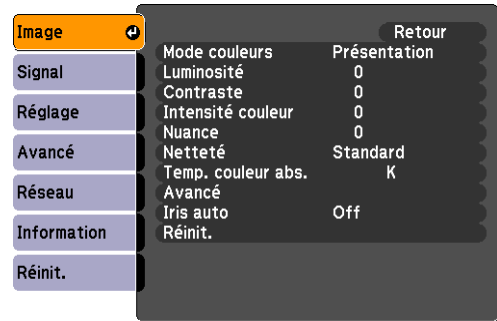 Image
Signal
Réglage
Avancé
Réseau
Information
Réinit.
Retour
Mode couleurs Présentation
Luminosité 0
Contraste 0
Intensité couleur 0
Nuance 0
Netteté Standard
Temp. couleur abs. K
Avancé
Iris auto Off
Réinit.